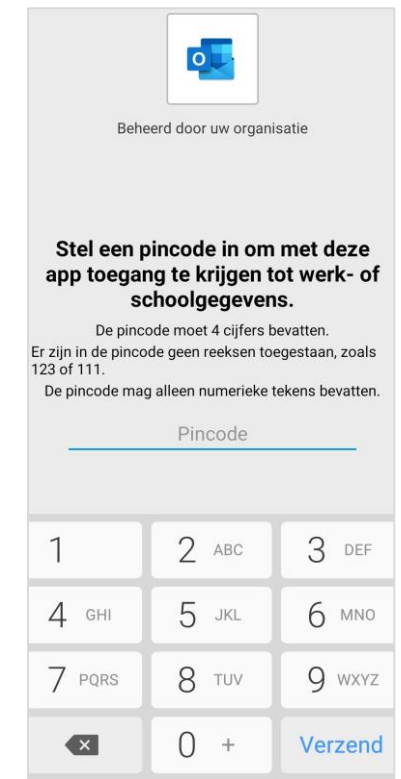 Beheerd door uw organisatie
Stel een pincode in om met deze
app toegang te krijgen tot werk- of
schoolgegevens.
De pincode moet 4 cijfers bevatten.
Er zijn in de pincode geen reeksen toegestaan, zoals
123 of 111.
De pincode mag alleen numerieke tekens bevatten.
Pincode
1 2 ABC 3 DEF
4 GHI 5 JKL 6 MNO
7 PQRS 8 TUV 9 WXYZ
0 + Verzend